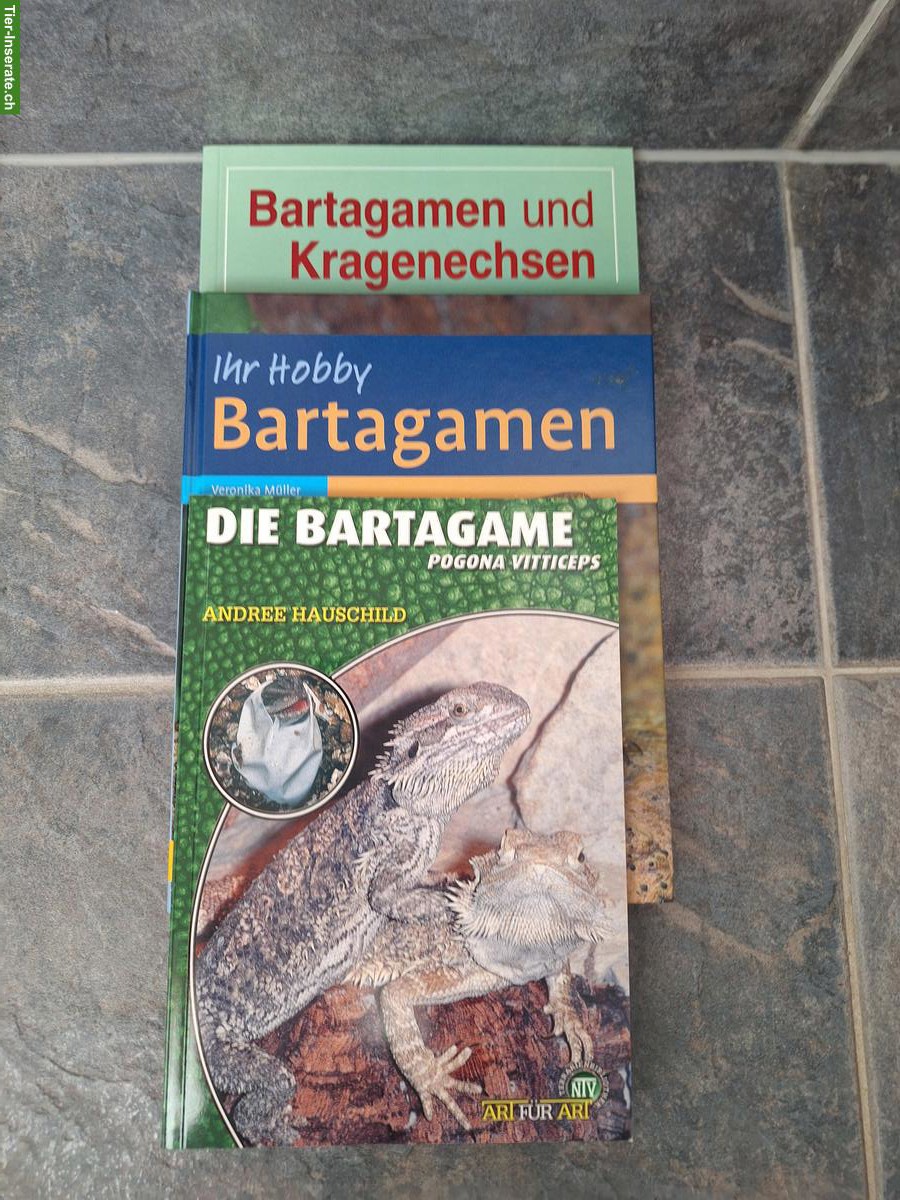 Tier-Inserate.ch
Bartagamen und
Kragenechsen
Ihr Hobby
Bartagamen
Veronika Müller
DIE BARTAGAME
POGONA VITTICEPS
ANDREE HAUSCHILD
NTV
ART FÜR ART